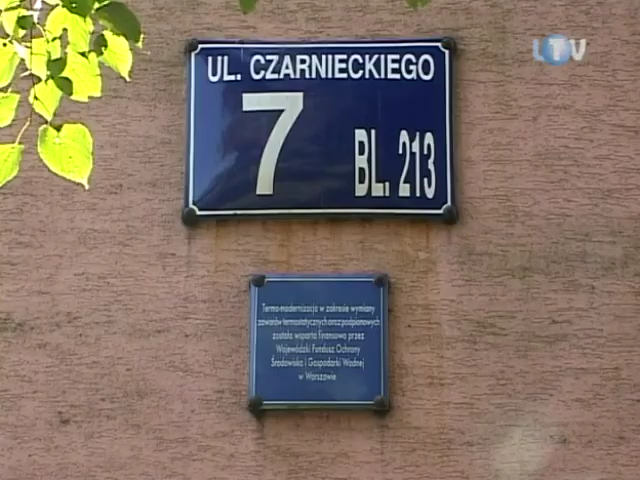 LTV
UL. CZARNIECKIEGO
7
BL. 213
Termo-modernizacja w zakresie wymiany
zaworów termostatycznych oraz podpionowych
została wsparta finansowo przez
Wojewódzki Fundusz Ochrony
Środowiska i Gospodarki Wodnej
w Warszawie